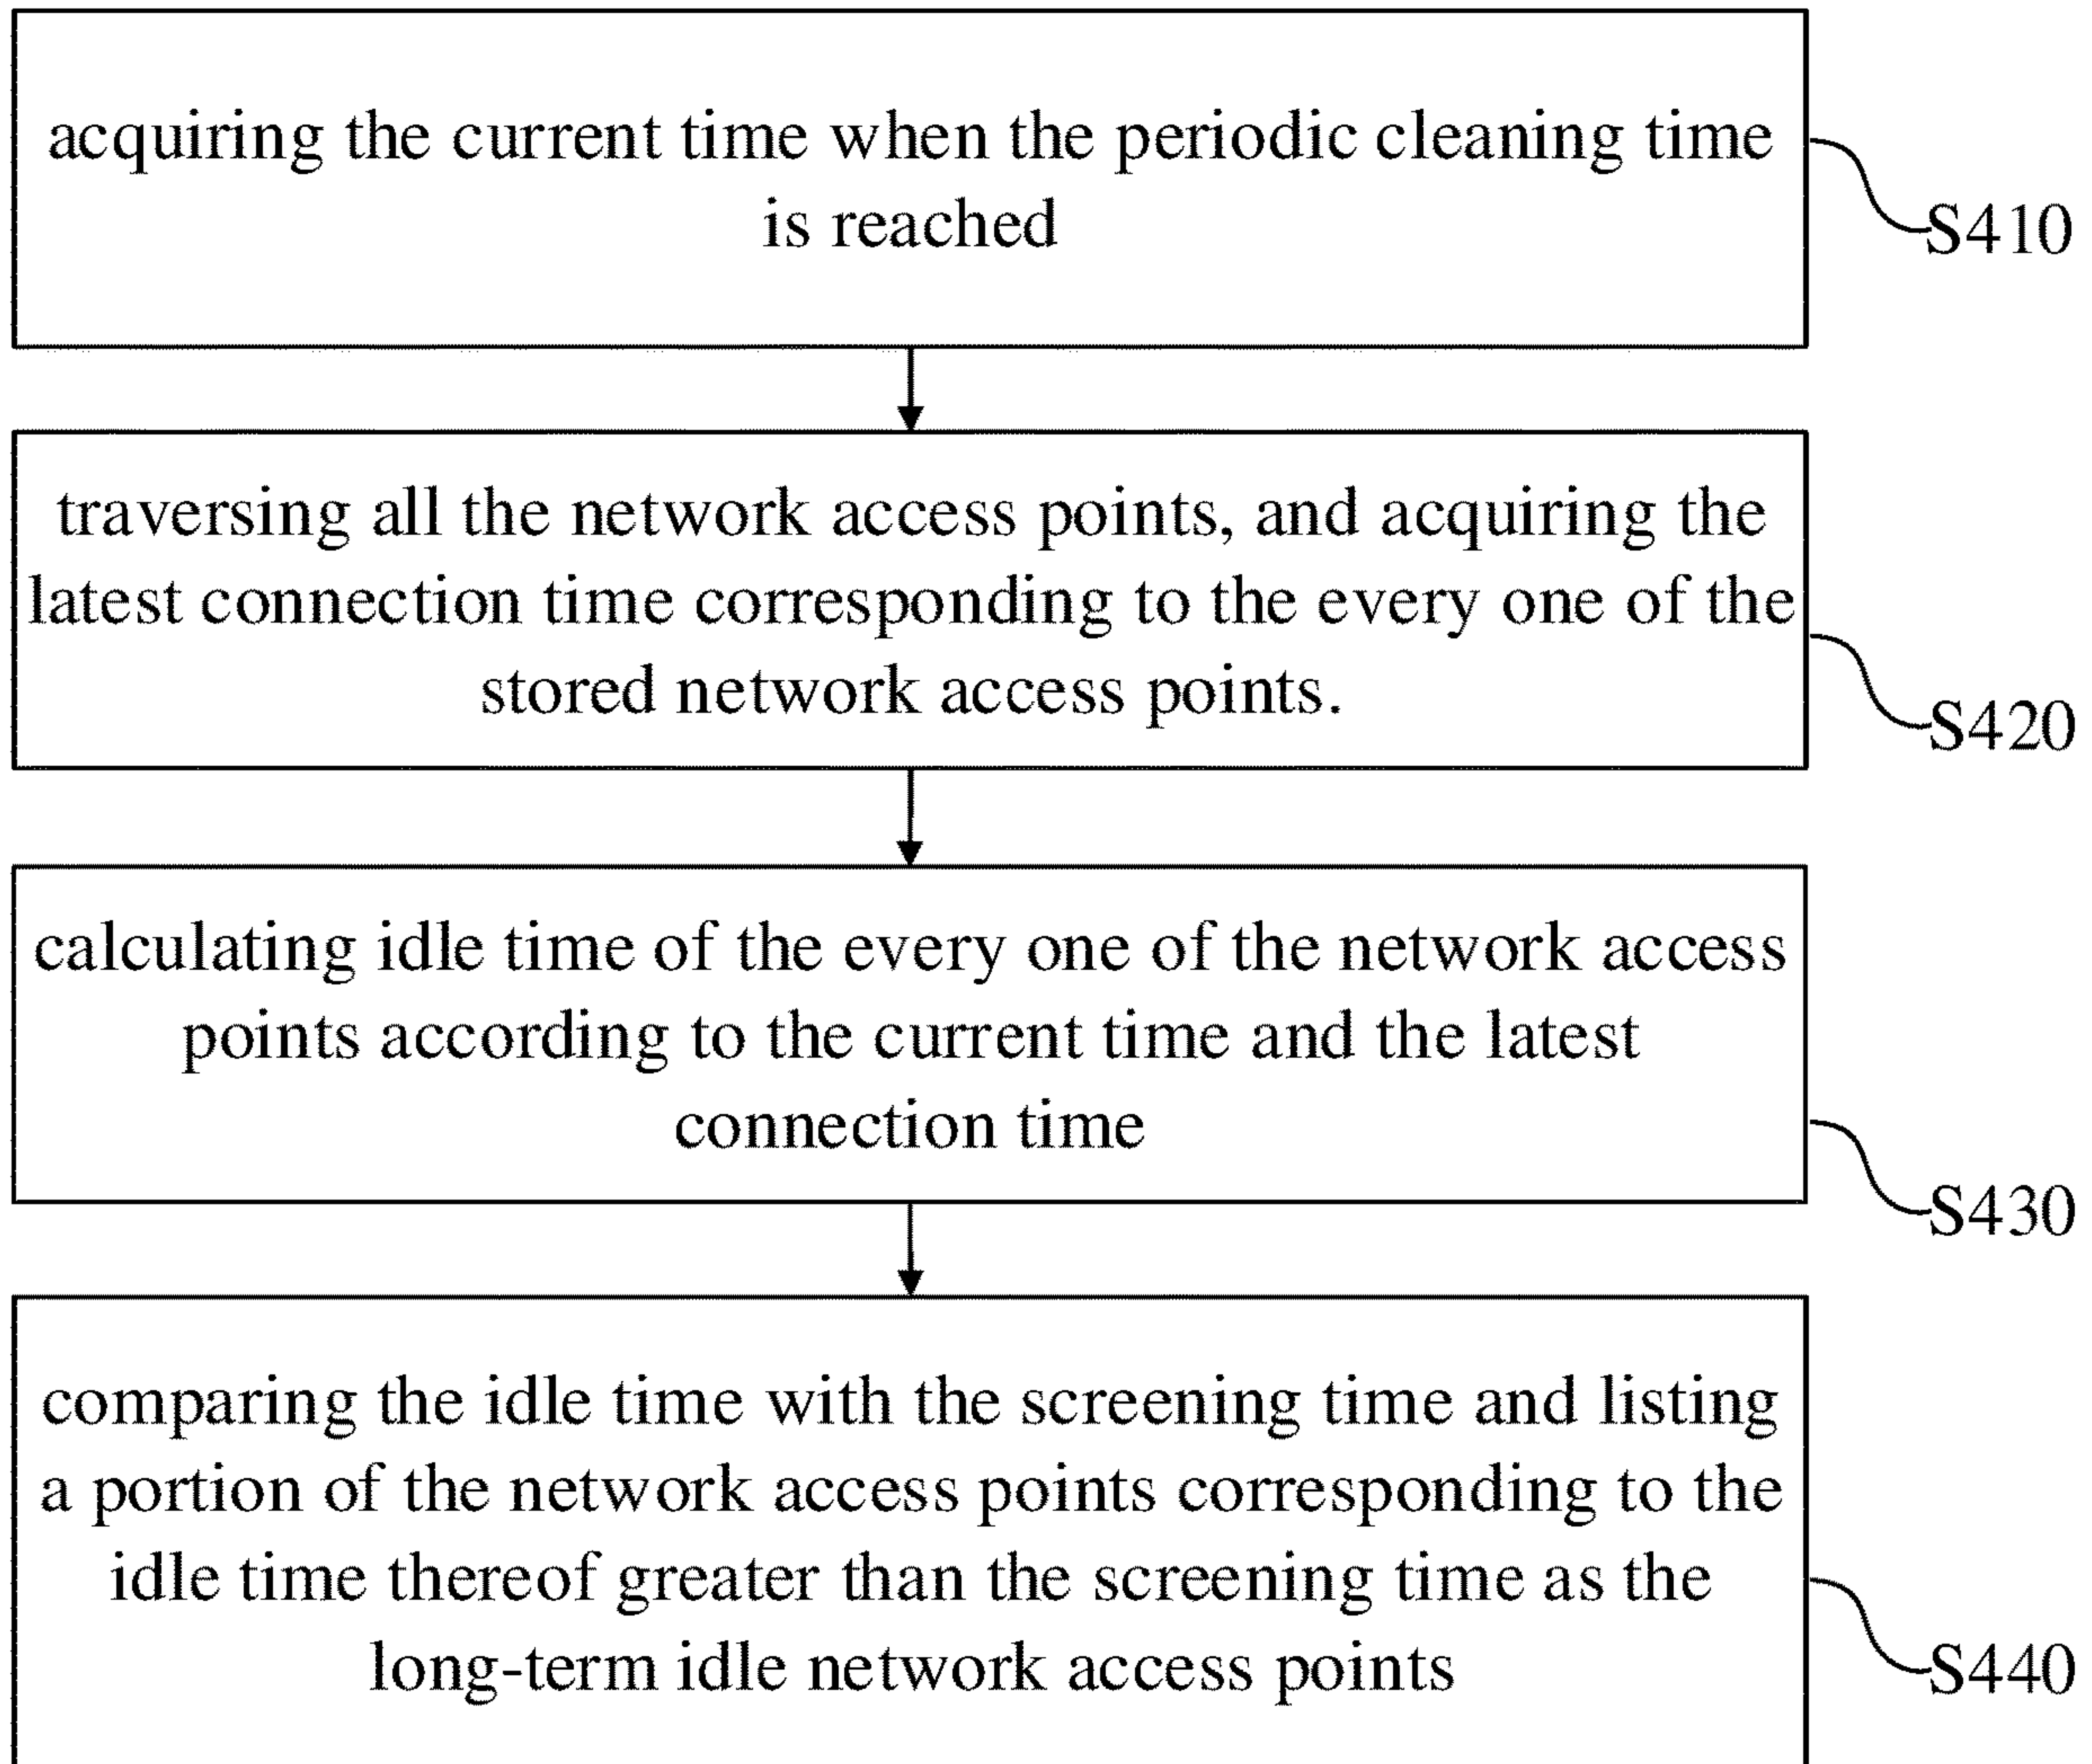 acquiring the current time when the periodic cleaning time
is reached
S410
traversing all the network access points, and acquiring the
latest connection time corresponding to the every one of the
stored network access points.
S420
calculating idle time of the every one of the network access
points according to the current time and the latest
connection time
S430
comparing the idle time with the screening time and listing
a portion of the network access points corresponding to the
idle time thereof greater than the screening time as the
long-term idle network access points
S440